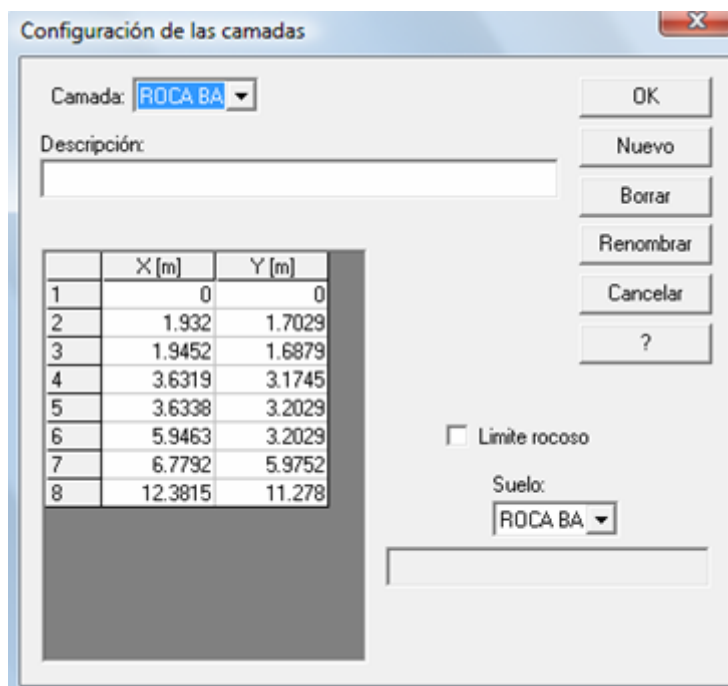 Configuración de las camadas
X
Camada: ROCA BA
OK
Descripción:
Nuevo
Borrar
Renombrar
Cancelar
?
X [m] Y [m]
1 0 0
2 1.932 1.7029
3 1.9452 1.6879
4 3.6319 3.1745
5 3.6338 3.2029
6 5.9463 3.2029
7 6.7792 5.9752
8 12.3815 11.278
Limite rocoso
Suelo:
ROCA BA